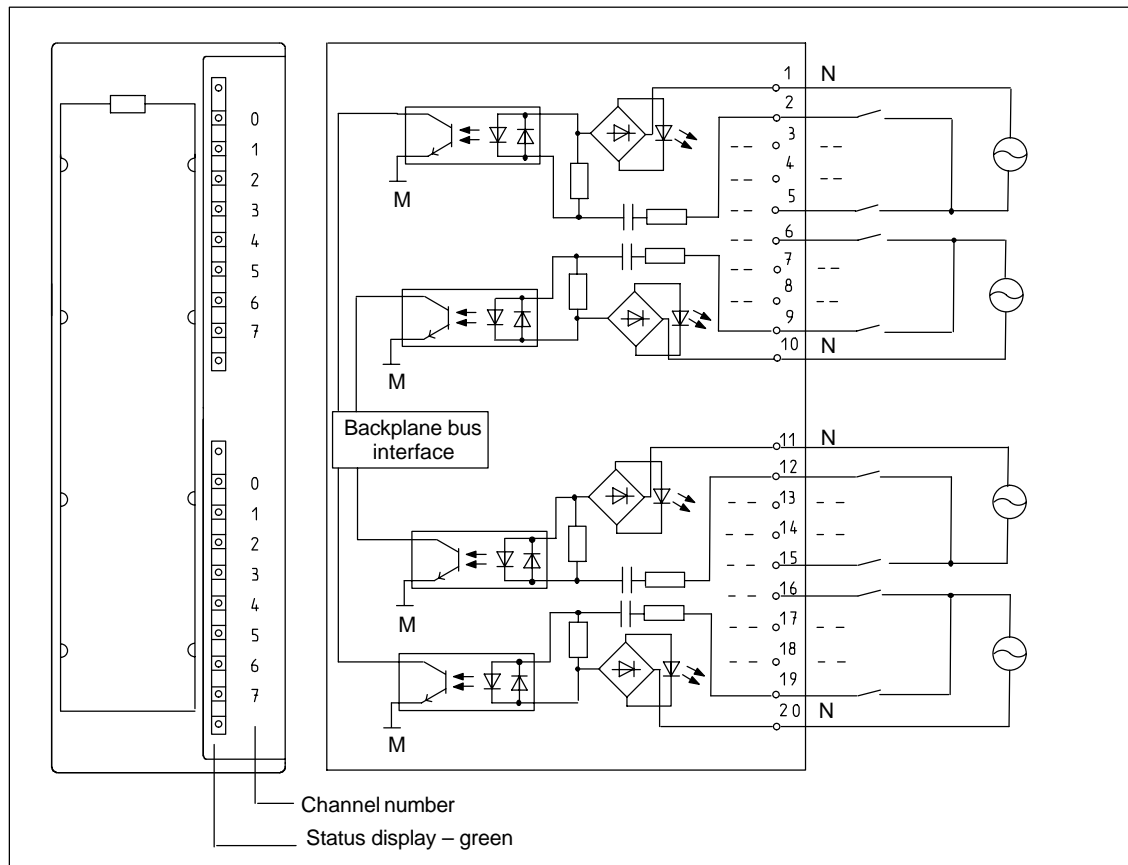 0
1
2
3
4
5
6
7
0
1
2
3
4
5
6
7
Channel number
Status display – green
M
M
Backplane bus
interface
M
M
1 N
2
3
4
5
6
7
8
9
10 N
11 N
12
13
14
15
16
17
18
19
20 N